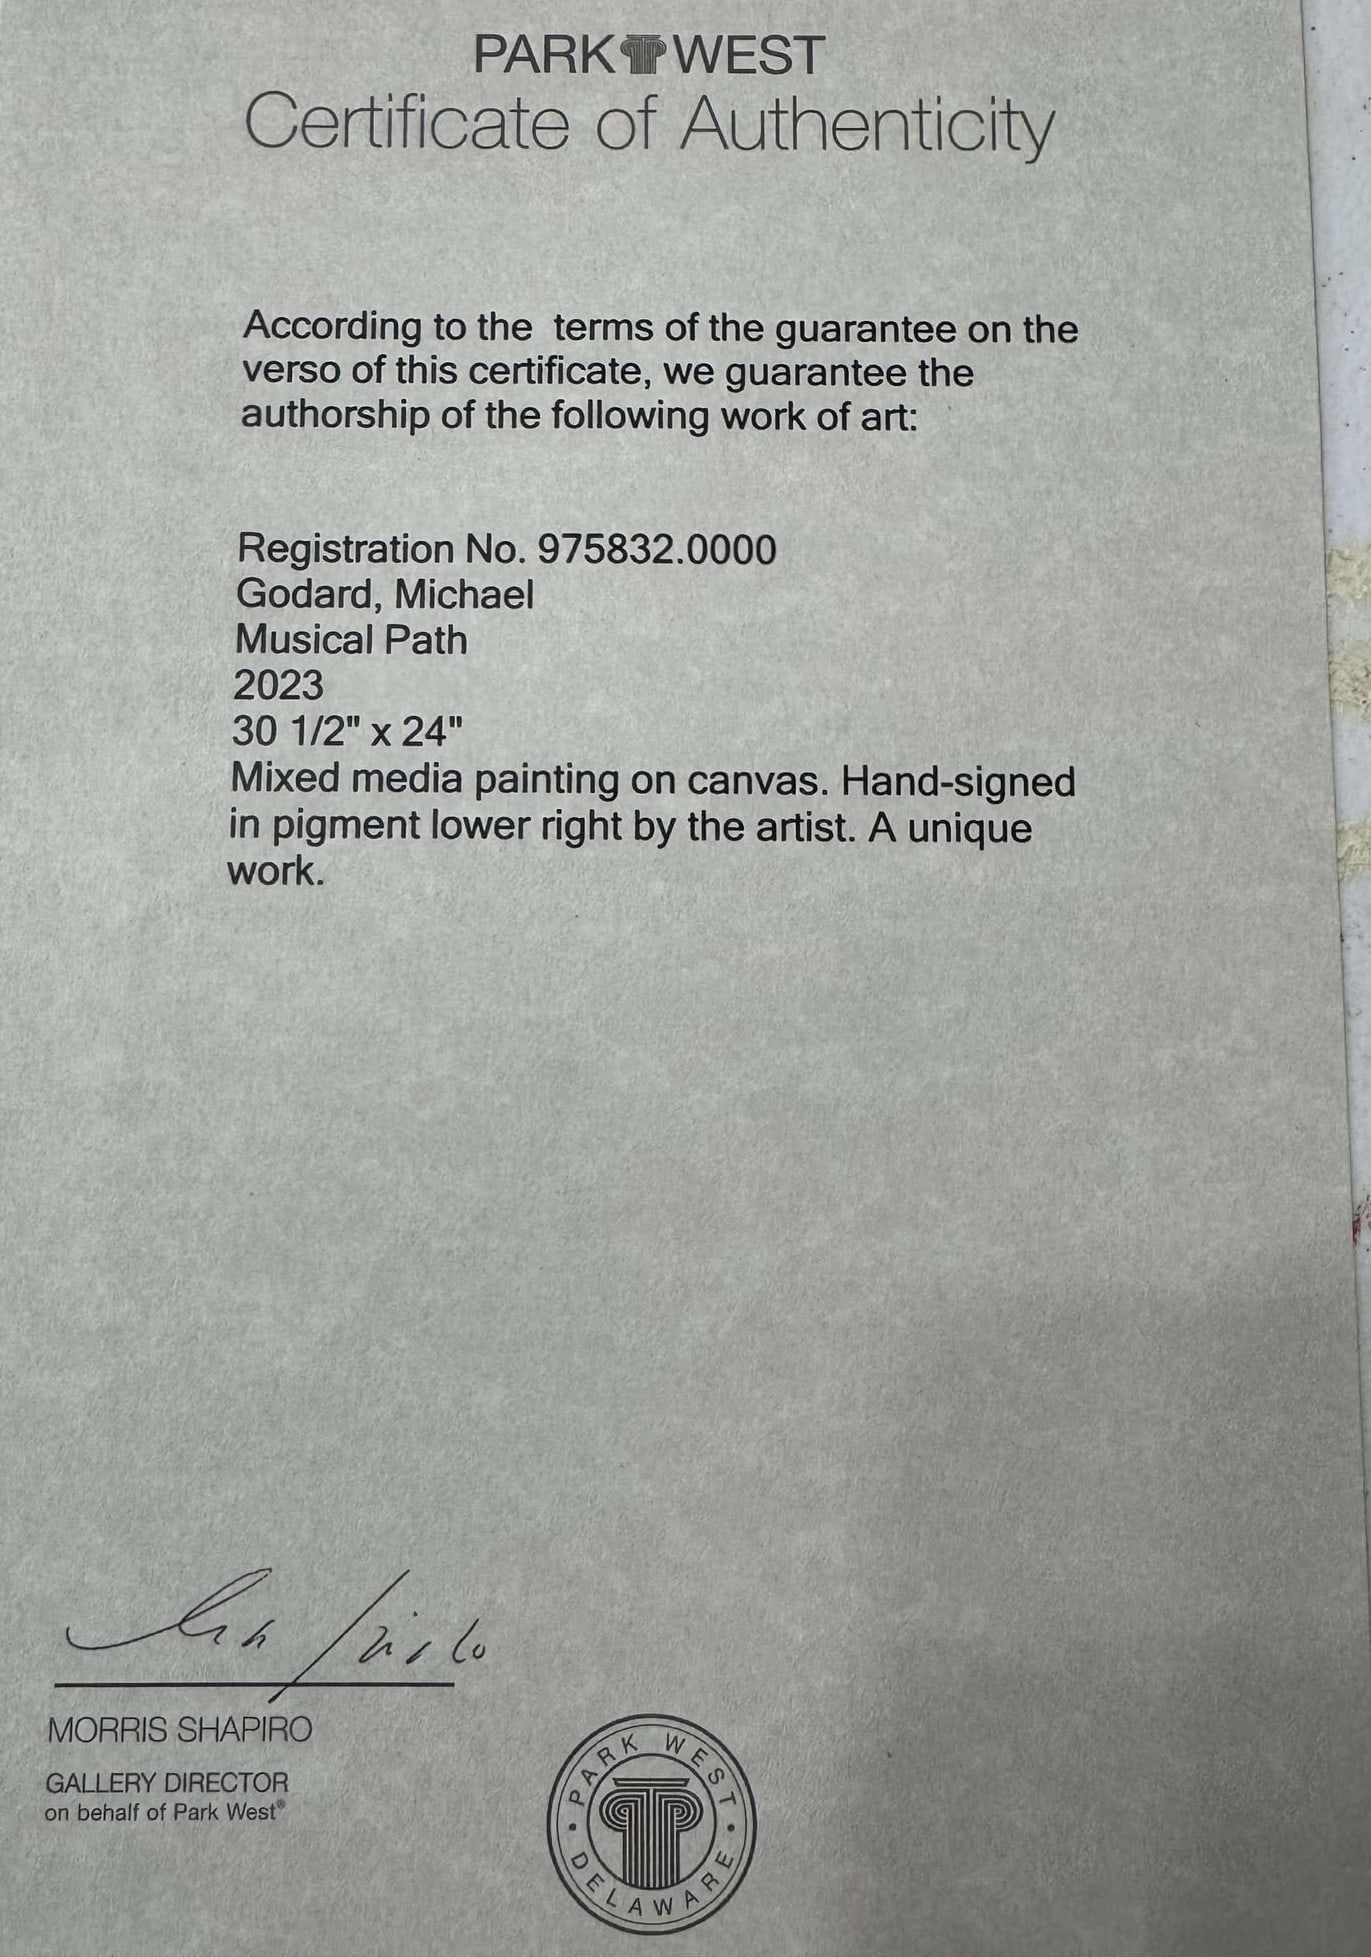 PARK WEST
Certificate of Authenticity
According to the terms of the guarantee on the
verso of this certificate, we guarantee the
authorship of the following work of art:
Registration No. 975832.0000
Godard, Michael
Musical Path
2023
30 1/2" x 24"
Mixed media painting on canvas. Hand-signed
in pigment lower right by the artist. A unique
work.
MORRIS SHAPIRO
GALLERY DIRECTOR
on behalf of Park West®
PARK WEST
DELAWARE